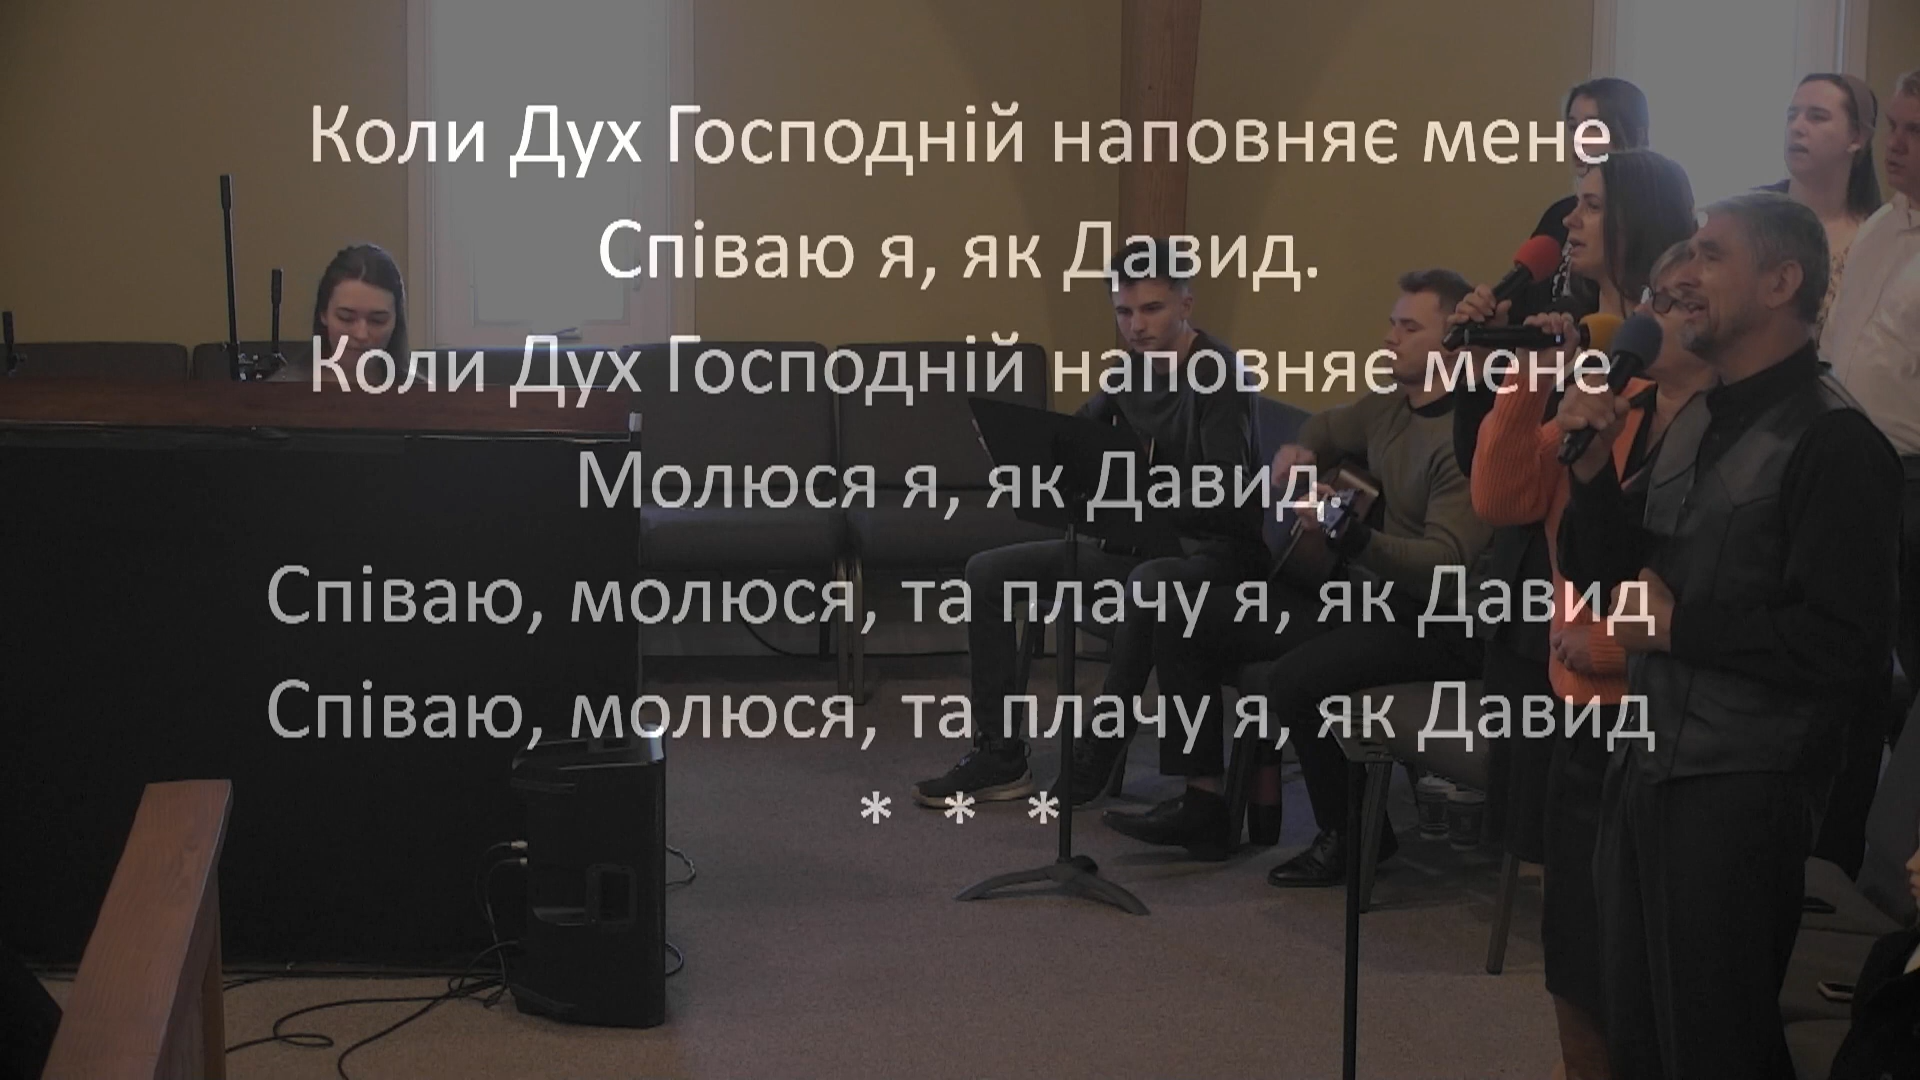 Коли Дух Господній наповняє мене
Співаю я, як Давид.
Коли Дух Господній наповняє мене
Молюся я, як Давид.
Співаю, молюся, та плачу я, як Давид
Співаю, молюся, та плачу я, як Давид
* * *